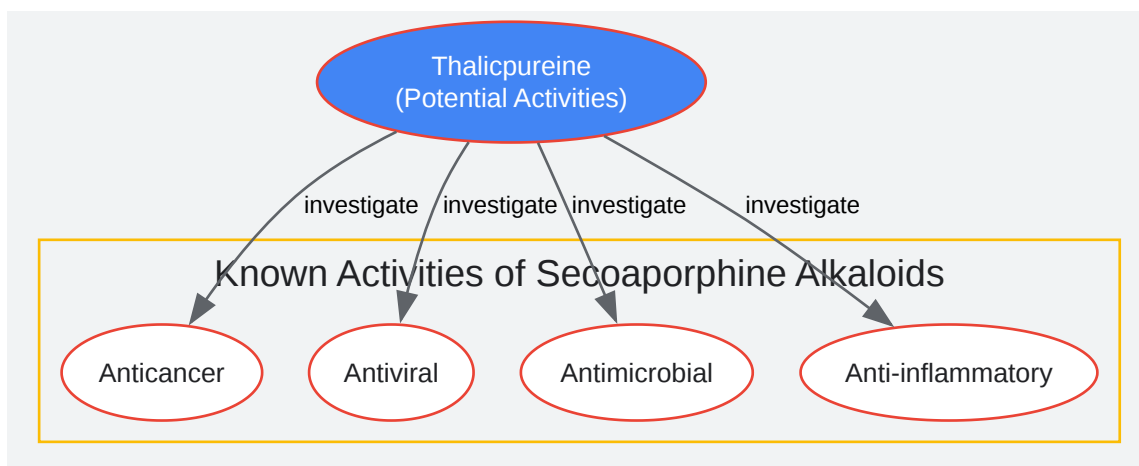 Thalicpureine
(Potential Activities)
investigate investigate investigate investigate
Known Activities of Secoaporphine Alkaloids
Anticancer Antiviral Antimicrobial Anti-inflammatory